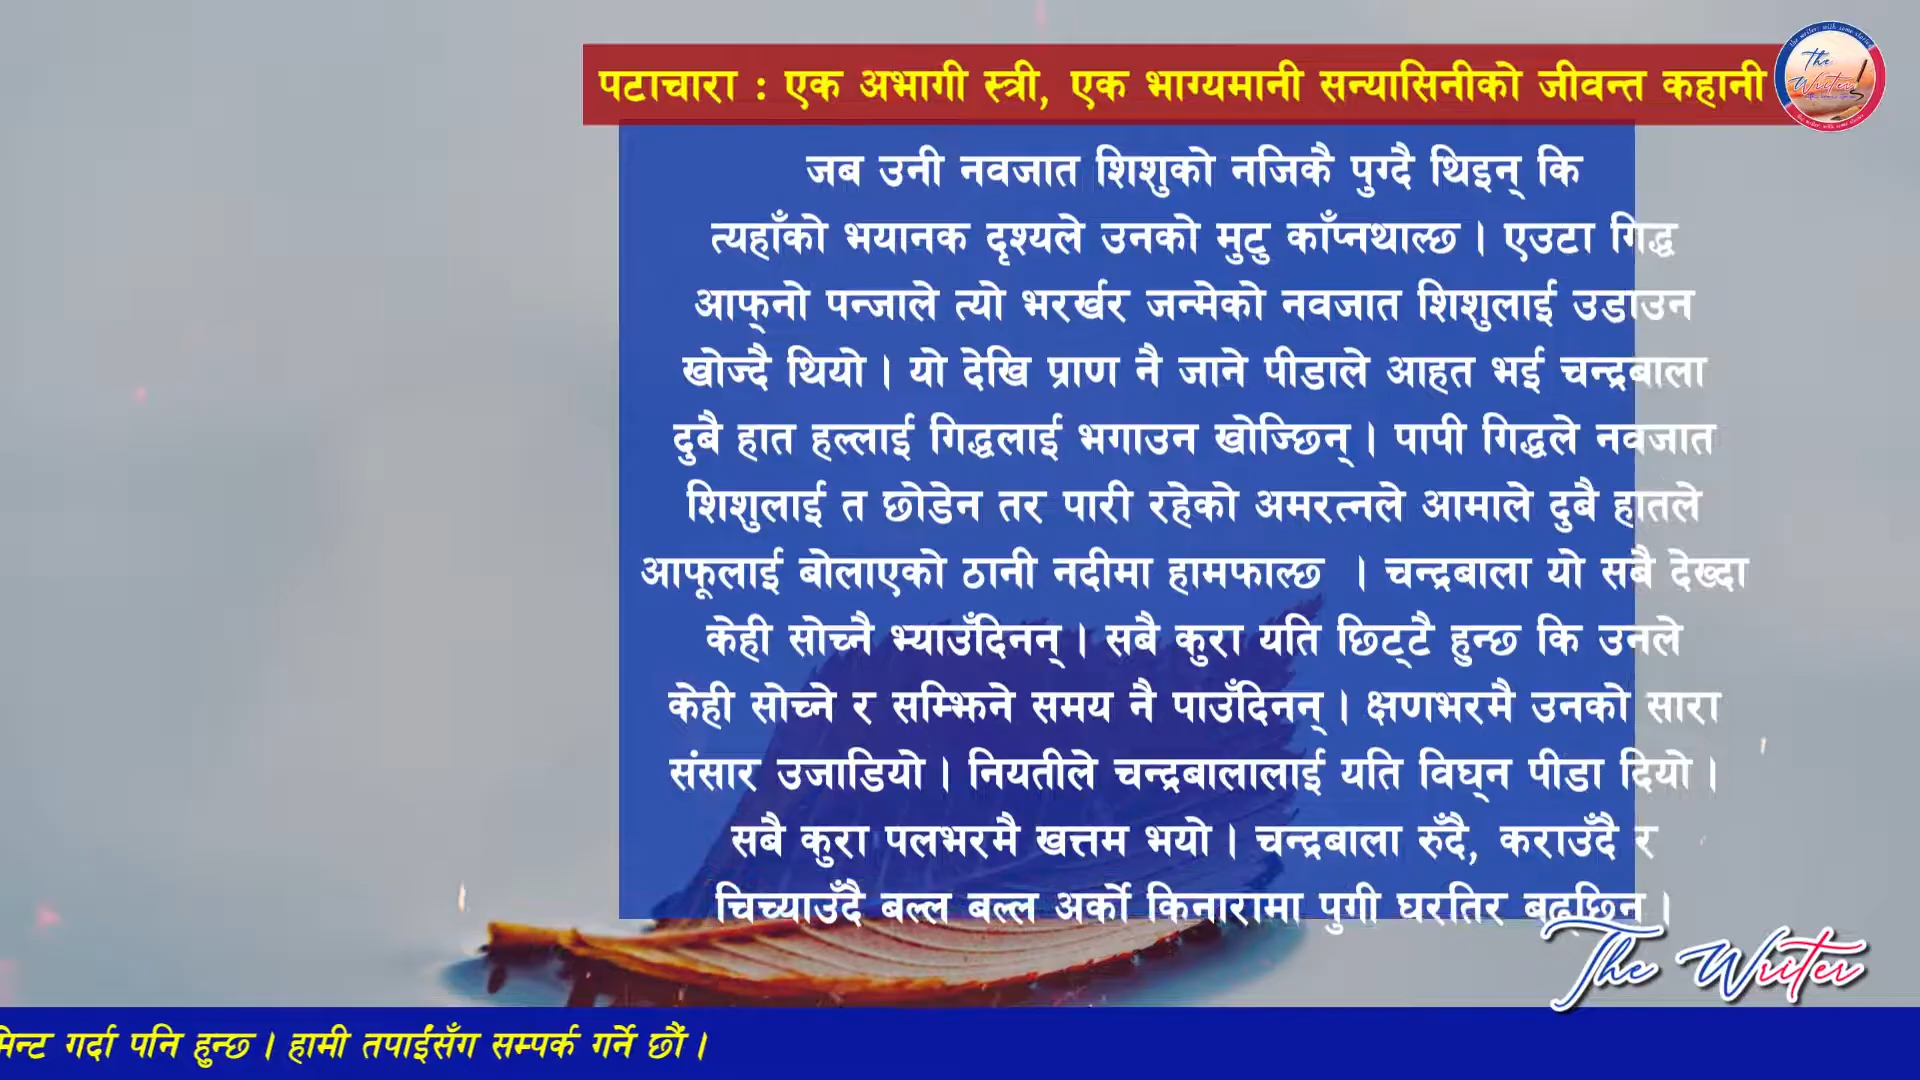 पटाचारा : एक अभागी स्त्री, एक भाग्यमानी सन्यासिनीको जीवन्त कहानी
The Writer
जब उनी नवजात शिशुको नजिकै पुग्दै थिइन् कि
त्यहाँको भयानक दृश्यले उनको मुटु काँप्नथाल्छ । एउटा गिद्ध
आफ्‌नो पन्जाले त्यो भरर्खर जन्मेको नवजात शिशुलाई उडाउन
खोज्दै थियो । यो देखि प्राण नै जाने पीडाले आहत भई चन्द्रबाला
दुबै हात हल्लाई गिद्धलाई भगाउन खोज्छिन् । पापी गिद्धले नवजात
शिशुलाई त छोडेन तर पारी रहेको अमरत्नले आमाले दुबै हातले
आफूलाई बोलाएको ठानी नदीमा हामफाल्छ । चन्द्रबाला यो सबै देख्दा
केही सोच्नै भ्याउँदिनन् । सबै कुरा यति छिट्‌टै हुन्छ कि उनले
केही सोच्ने र सम्झिने समय नै पाउँदिनन् । क्षणभरमै उनको सारा
संसार उजाडियो । नियतीले चन्द्रबालालाई यति विघ्‌न पीडा दियो ।
सबै कुरा पलभरमै खत्तम भयो । चन्द्रबाला रुँदै, कराउँदै र
चिच्याउँदै बल्ल बल्ल अर्को किनारामा पुगी घरतिर बढ्छिन् ।
The Writer
मेन्ट गर्दा पनि हुन्छ । हामी तपाईंसँग सम्पर्क गर्ने छौं ।